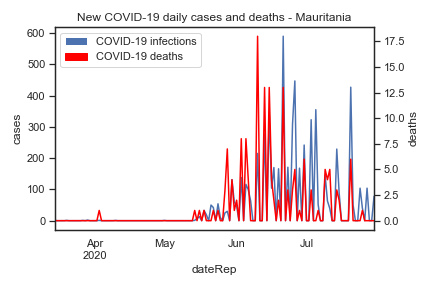 New COVID-19 daily cases and deaths - Mauritania
COVID-19 infections
COVID-19 deaths
600
500
400
300
200
100
0
cases
17.5
15.0
12.5
10.0
7.5
5.0
2.5
0.0
deaths
Apr
2020
May
Jun
Jul
dateRep